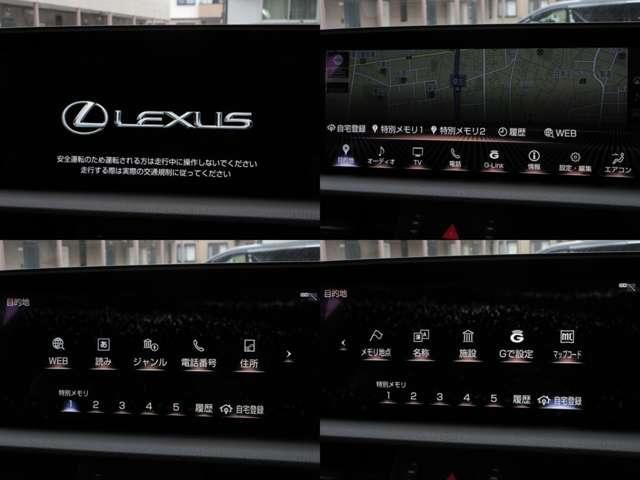 LEXUS
安全運転のため運転される方は走行中に操作しないでください
走行する際は実際の交通規制に従ってください
自宅登録 特別メモリ1 特別メモリ2 履歴 WEB
目的地 オーディオ TV 電話 G-Link 情報 設定・編集 エアコン
目的地
WEB 読み ジャンル 電話番号 住所
特別メモリ
1 2 3 4 5 履歴 自宅登録
目的地
メモリ地点 名称 施設 Gで設定 マップコード
特別メモリ
1 2 3 4 5 履歴 自宅登録